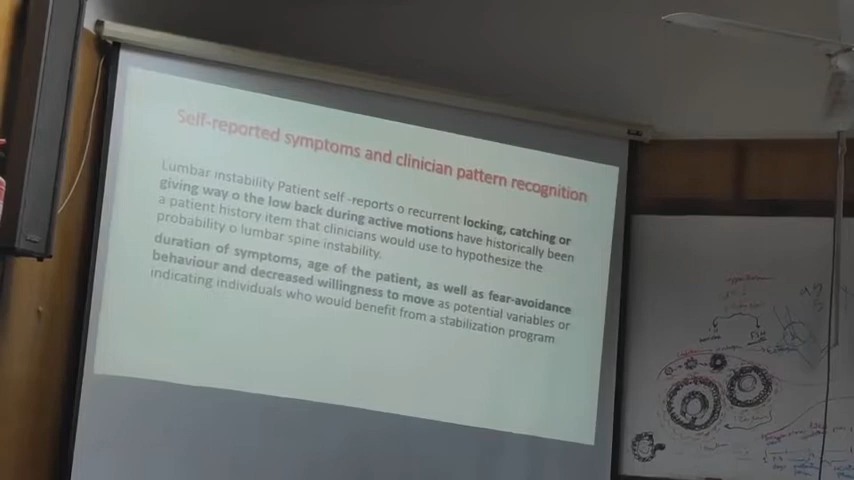 Self-reported symptoms and clinician pattern recognition
Lumbar instability Patient self -reports o recurrent locking, catching or
giving way o the low back during active motions have historically been
a patient history item that clinicians would use to hypothesize the
probability o lumbar spine instability.
duration of symptoms, age of the patient, as well as fear-avoidance
behaviour and decreased willingness to move as potential variables or
indicating individuals who would benefit from a stabilization program